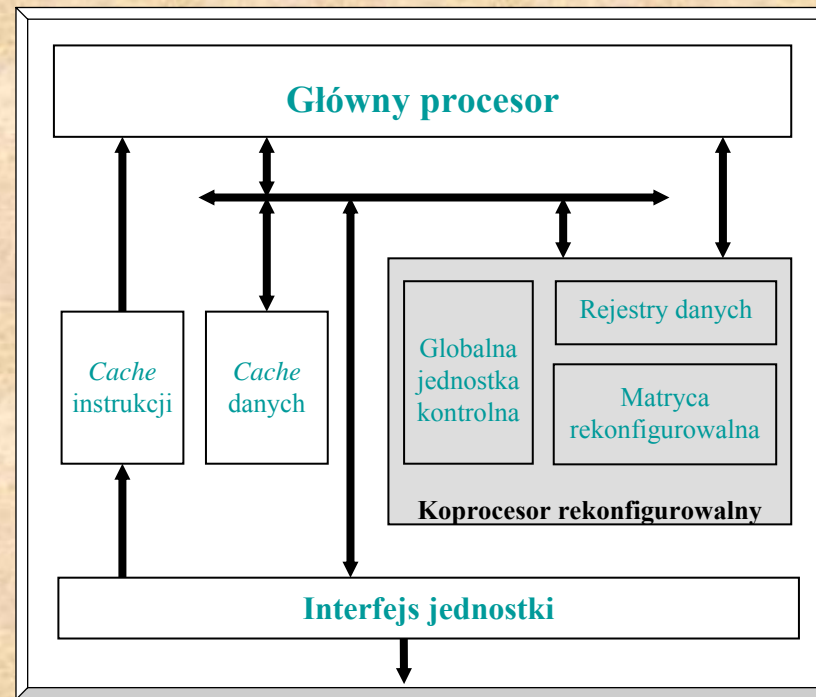 Główny procesor
Cache
instrukcji
Cache
danych
Globalna
jednostka
kontrolna
Rejestry danych
Matryca
rekonfigurowalna
Koprocesor rekonfigurowalny
Interfejs jednostki